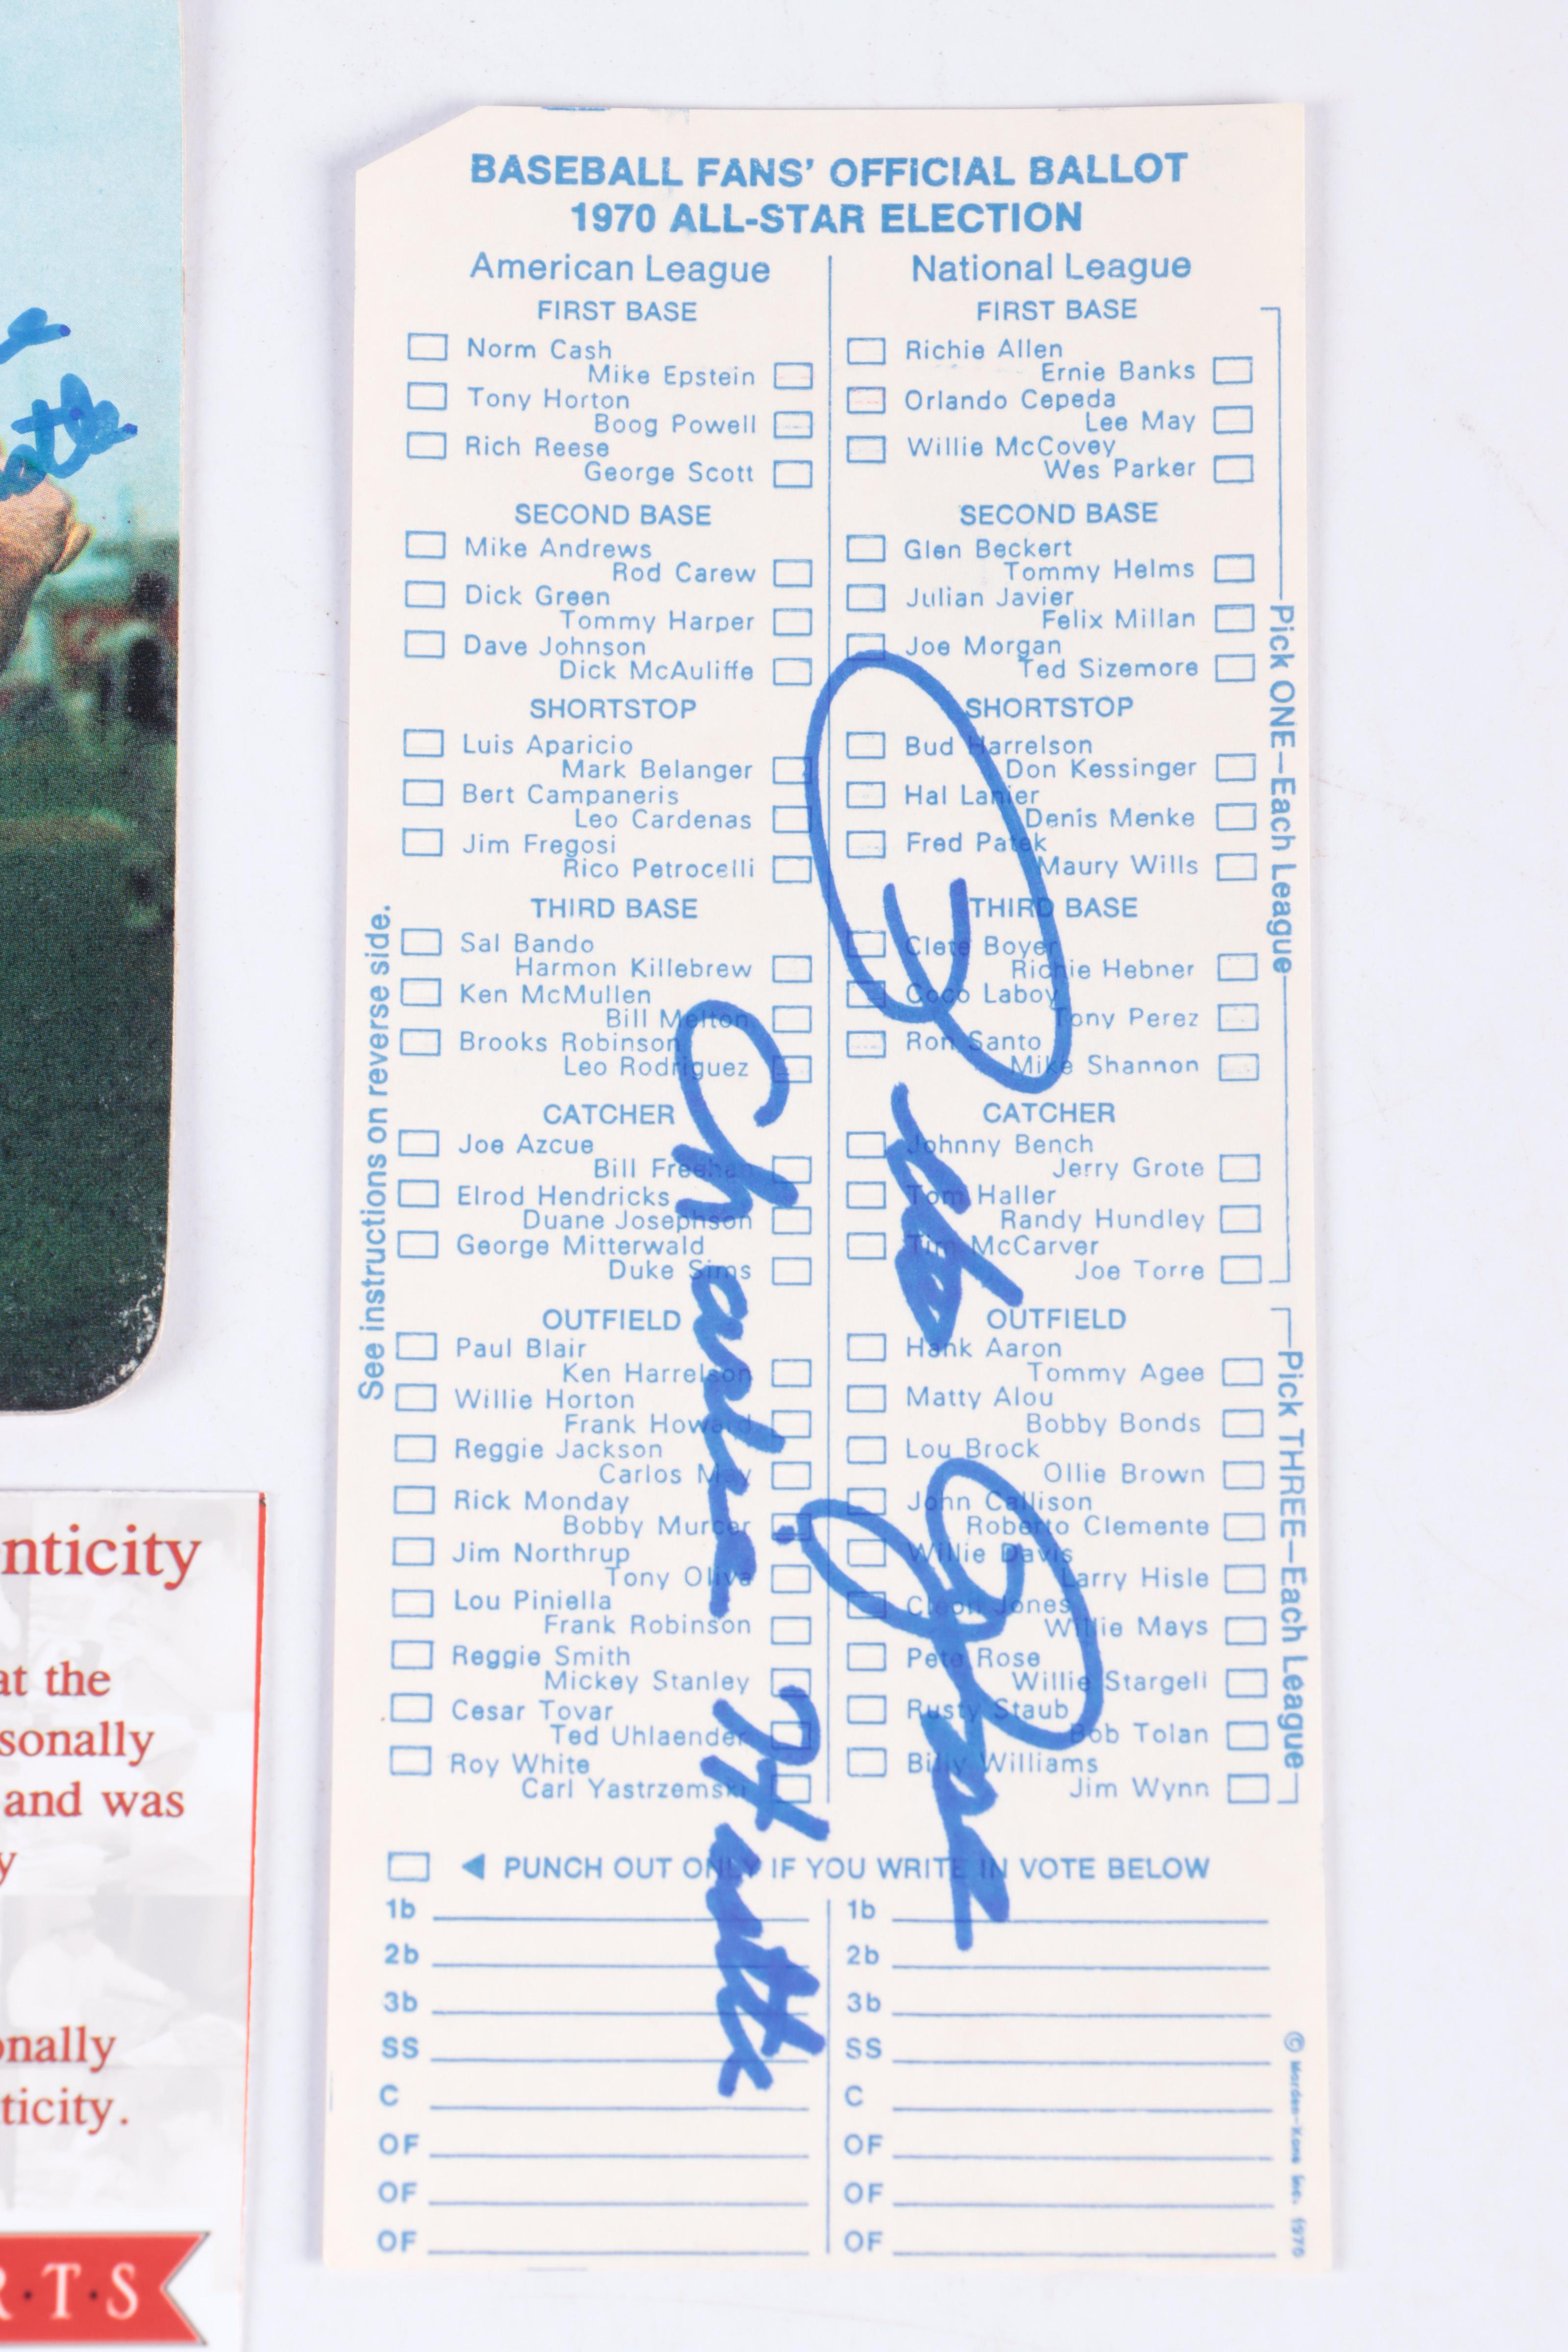 BASEBALL FANS' OFFICIAL BALLOT
1970 ALL-STAR ELECTION
American League
FIRST BASE
Norm Cash
Mike Epstein
Tony Horton
Boog Powell
Rich Reese
George Scott
SECOND BASE
Mike Andrews
Rod Carew
Dick Green
Tommy Harper
Dave Johnson
Dick McAuliffe
SHORTSTOP
Luis Aparicio
Mark Belanger
Bert Campaneris
Leo Cardenas
Jim Fregosi
Rico Petrocelli
THIRD BASE
Sal Bando
Harmon Killebrew
Ken McMullen
Bill Melton
Brooks Robinson
Leo Rodriguez
CATCHER
Joe Azcue
Bill Freehan
Elrod Hendricks
Duane Josephson
George Mitterwald
Duke Sims
OUTFIELD
Paul Blair
Ken Harrelson
Willie Horton
Frank Howard
Reggie Jackson
Carlos May
Rick Monday
Bobby Murcer
Jim Northrup
Tony Oliva
Lou Piniella
Frank Robinson
Reggie Smith
Mickey Stanley
Cesar Tovar
Ted Uhlaender
Roy White
Carl Yastrzemski
National League
FIRST BASE
Richie Allen
Ernie Banks
Orlando Cepeda
Lee May
Willie McCovey
Wes Parker
SECOND BASE
Glen Beckert
Tommy Helms
Julian Javier
Felix Millan
Joe Morgan
Ted Sizemore
SHORTSTOP
Bud Harrelson
Don Kessinger
Hal Lanier
Denis Menke
Fred Patek
Maury Wills
THIRD BASE
Clete Boyer
Richie Hebner
Coco Laboy
Tony Perez
Ron Santo
Mike Shannon
CATCHER
Johnny Bench
Jerry Grote
Tom Haller
Randy Hundley
Tim McCarver
Joe Torre
OUTFIELD
Hank Aaron
Tommy Agee
Matty Alou
Bobby Bonds
Lou Brock
Ollie Brown
John Callison
Roberto Clemente
Willie Davis
Larry Hisle
Cleon Jones
Willie Mays
Pete Rose
Willie Stargell
Rusty Staub
Bob Tolan
Billy Williams
Jim Wynn
PUNCH OUT ONLY IF YOU WRITE IN VOTE BELOW
1b
2b
3b
SS
C
OF
OF
OF
1b
2b
3b
SS
C
OF
OF
OF
See instructions on reverse side.
Pick ONE—Each League
Pick THREE—Each League
© Marden-Kane Inc. 1970
Pete Rose
Charlie Hustle
nticity
at the
sonally
and was
y
onally
ticity.
R·T·S